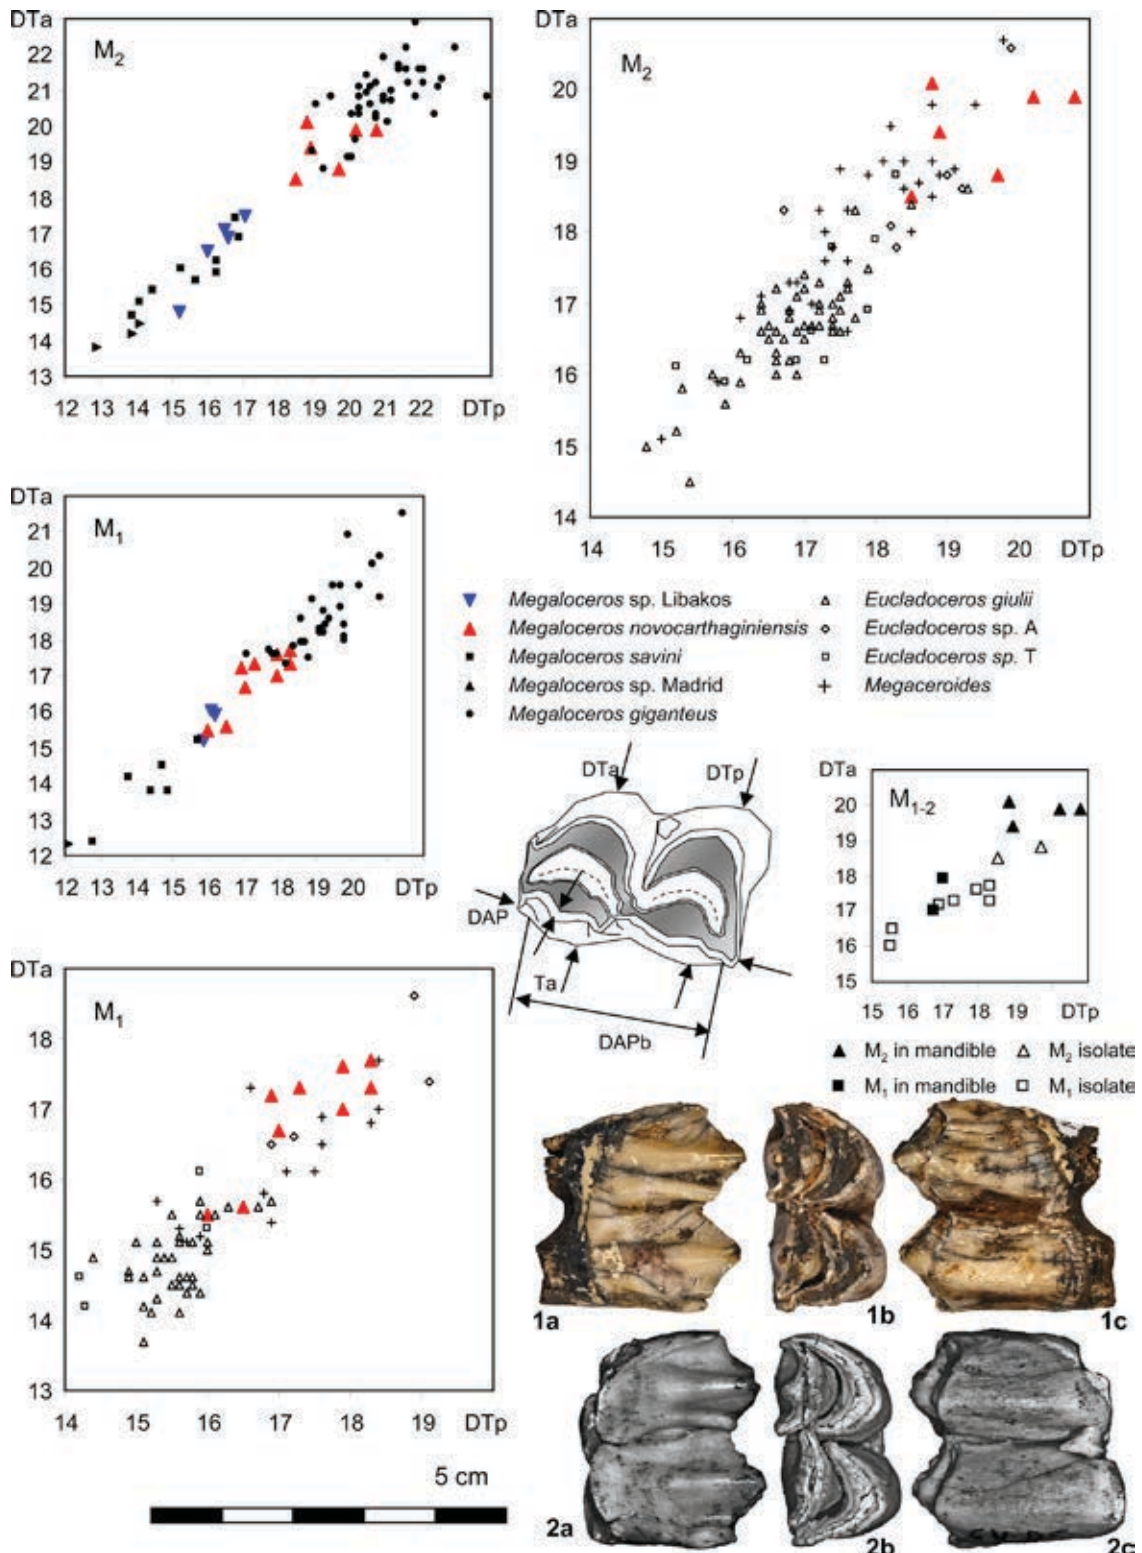 DTa
M2
22
21
20
19
18
17
16
15
14
13
12 13 14 15 16 17 18 19 20 21 22 DTp
M2
20
19
18
17
16
15
14
14 15 16 17 18 19 20 DTp
DTa
M1
21
20
19
18
17
16
15
14
13
12
12 13 14 15 16 17 18 19 20 DTp
Megaloceros sp. Libakos
Megaloceros novocarthaginiensis
Megaloceros savini
Megaloceros sp. Madrid
Megaloceros giganteus
Eucladoceros giulii
Eucladoceros sp. A
Eucladoceros sp. T
Megaceroides
DTa
DTp
DAP
Ta
DAPb
DTa
M1-2
20
19
18
17
16
15
15 16 17 18 19 DTp
M2 in mandible
M2 isolate
M1 in mandible
M1 isolate
DTa
M1
18
17
16
15
14
13
14 15 16 17 18 19 DTp
5 cm
1a
1b
1c
2a
2b
2c